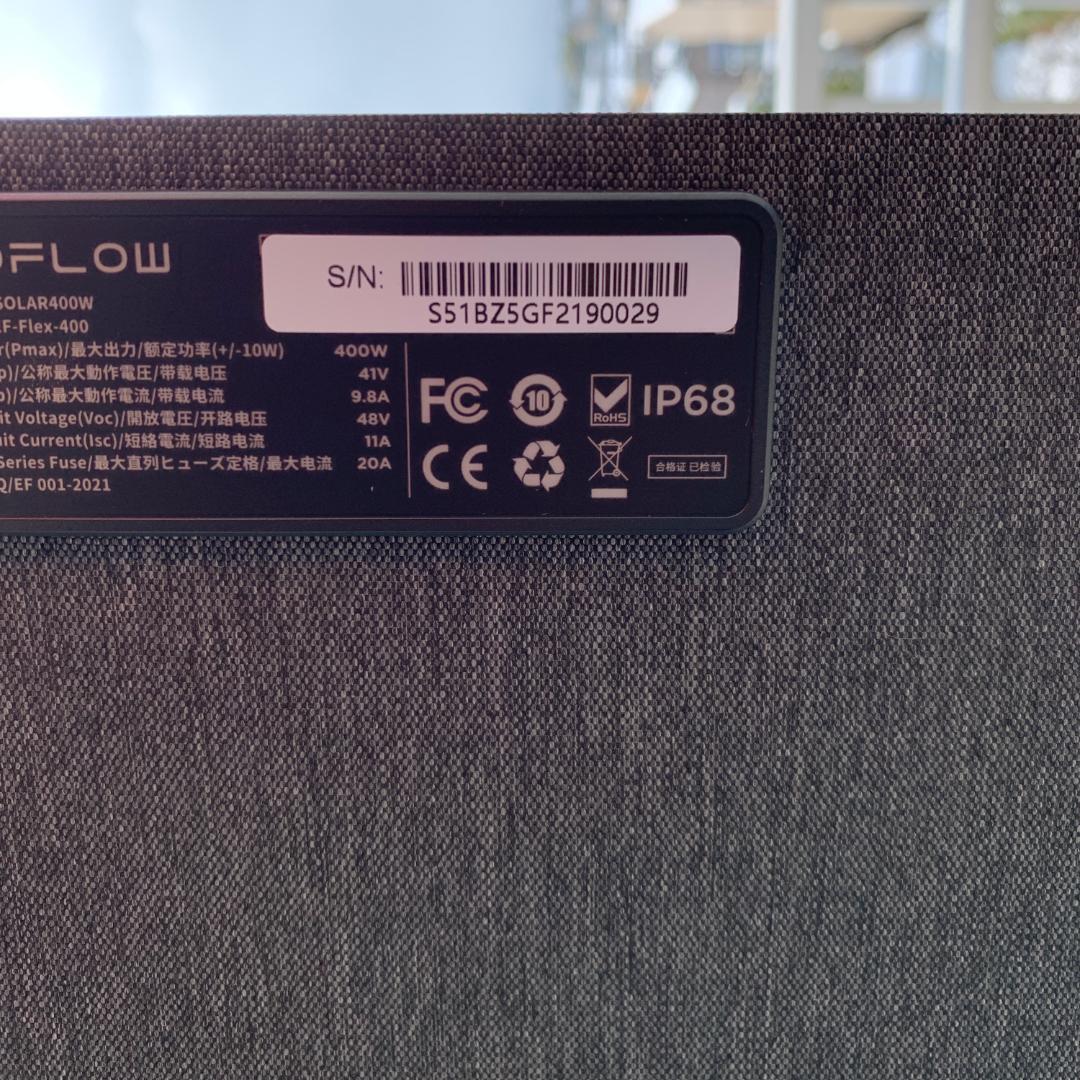 OFLOW
S/N:
S51BZ5GF2190029
SOLAR400W
F-Flex-400
r(Pmax)/最大出力/额定功率(+/-10W) 400W
p)/公称最大動作電圧/带载电压 41V
p)/公称最大動作電流/带载电流 9.8A
it Voltage(Voc)/開放電圧/开路电压 48V
uit Current(Isc)/短絡電流/短路电流 11A
Series Fuse/最大直列ヒューズ定格/最大电流 20A
Q/EF 001-2021
FC 10 RoHS IP68
CE 合格证 已检验